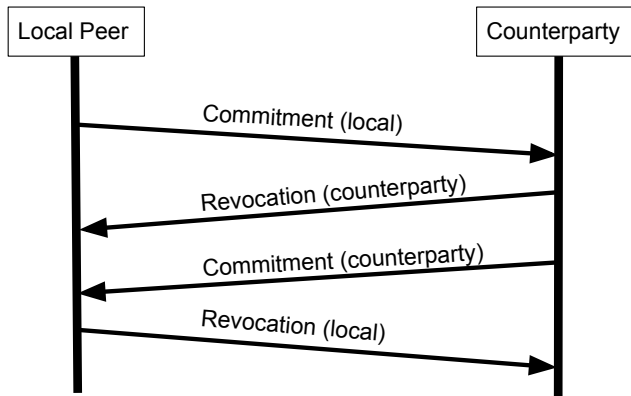 Local Peer
Counterparty
Commitment (local)
Revocation (counterparty)
Commitment (counterparty)
Revocation (local)